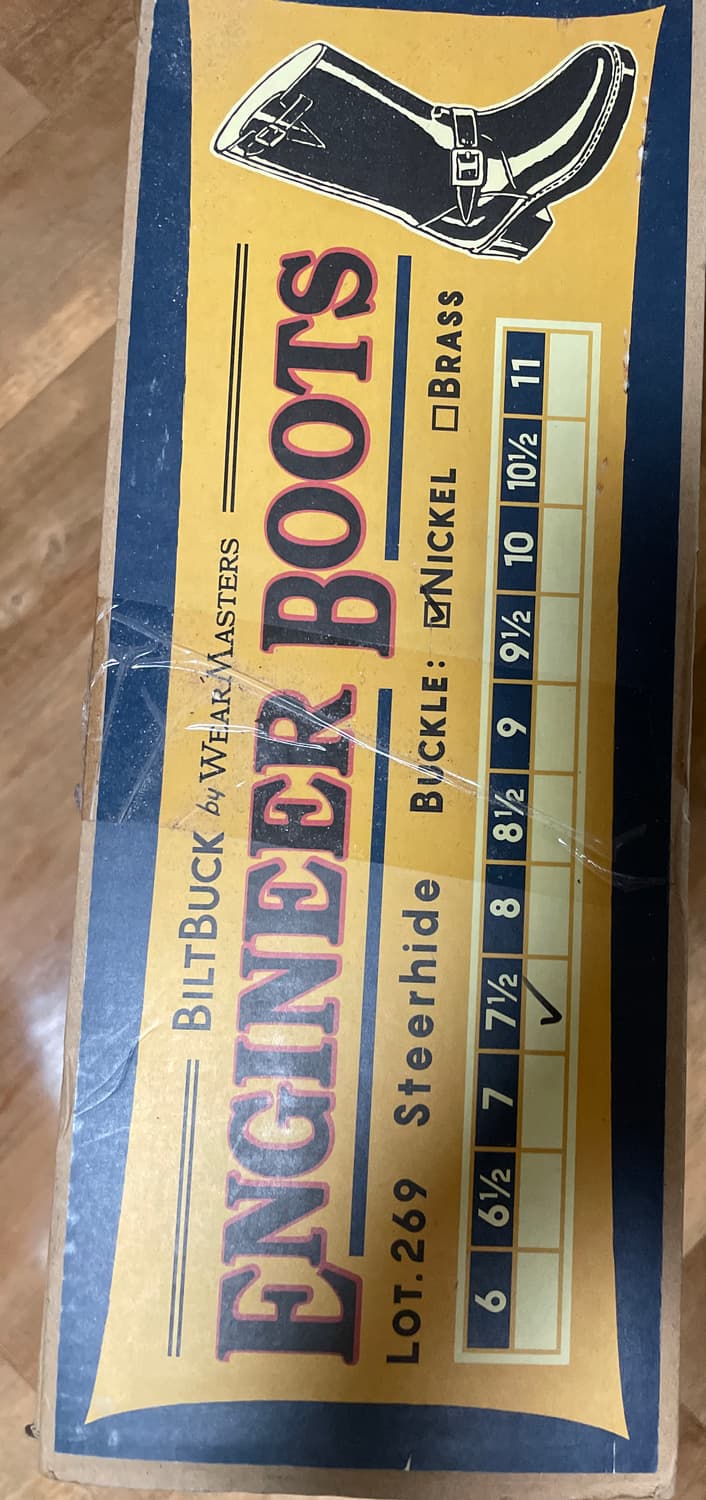 BILTBUCK by WEARMASTERS
ENGINEER BOOTS
LOT. 269 Steerhide BUCKLE: ☑NICKEL ☐BRASS
6 6½ 7 7½ 8 8½ 9 9½ 10 10½ 11
✓